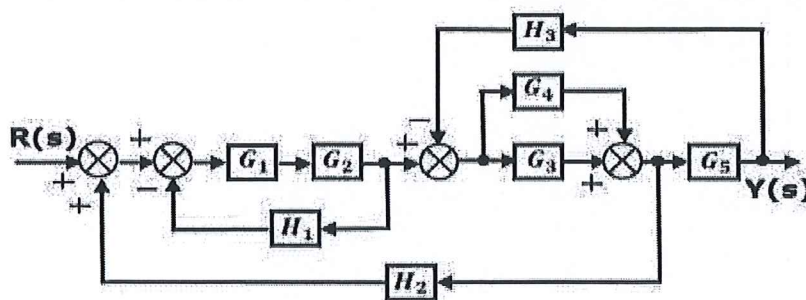 H3
G4
R(s) + − + + G1 G2 + G3 + G5
+ − + Y(s)
H1
H2